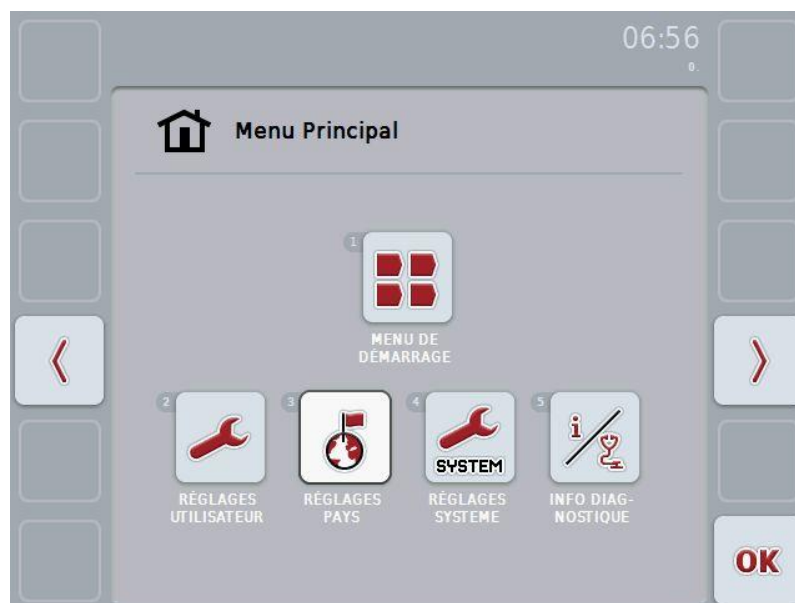 06:56
0.
Menu Principal
1
MENU DE
DÉMARRAGE
2
3
4
5
SYSTEM
i
RÉGLAGES
UTILISATEUR
RÉGLAGES
PAYS
RÉGLAGES
SYSTEME
INFO DIAG-
NOSTIQUE
OK